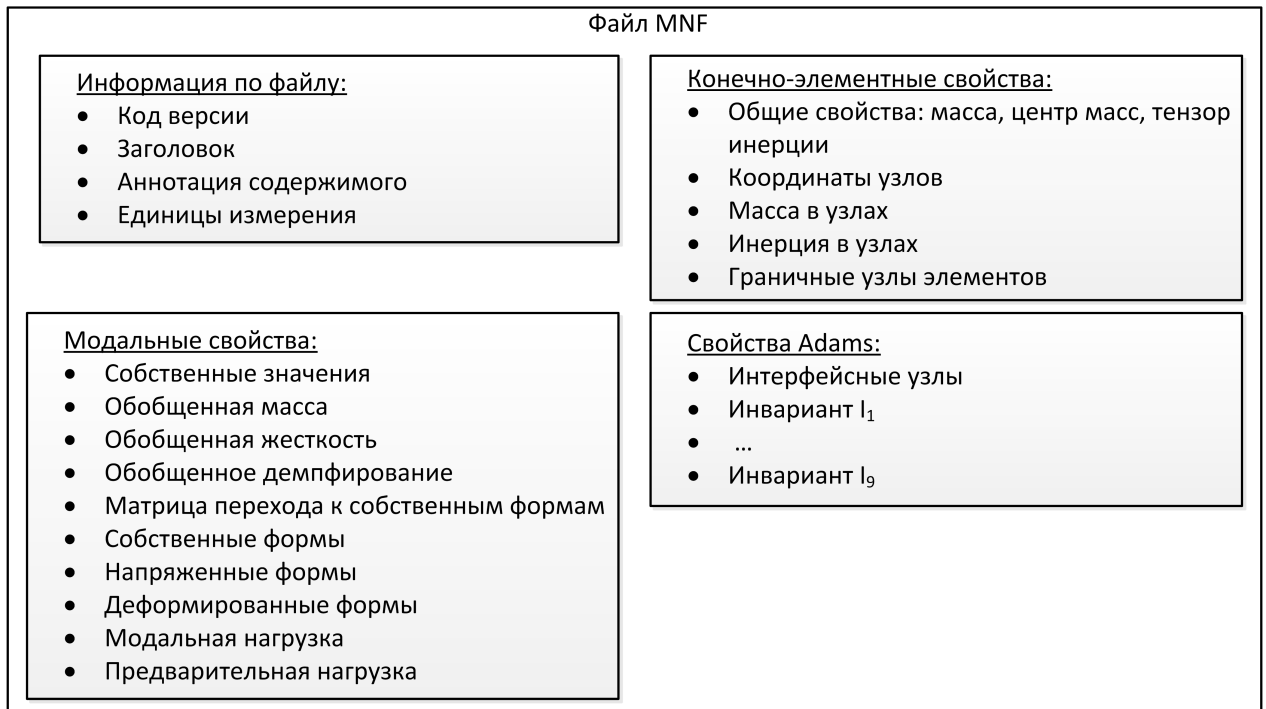 Файл MNF
Информация по файлу:
• Код версии
• Заголовок
• Аннотация содержимого
• Единицы измерения
Конечно-элементные свойства:
• Общие свойства: масса, центр масс, тензор
инерции
• Координаты узлов
• Масса в узлах
• Инерция в узлах
• Граничные узлы элементов
Модальные свойства:
• Собственные значения
• Обобщенная масса
• Обобщенная жесткость
• Обобщенное демпфирование
• Матрица перехода к собственным формам
• Собственные формы
• Напряженные формы
• Деформированные формы
• Модальная нагрузка
• Предварительная нагрузка
Свойства Adams:
• Интерфейсные узлы
• Инвариант I₁
• ...
• Инвариант I₉